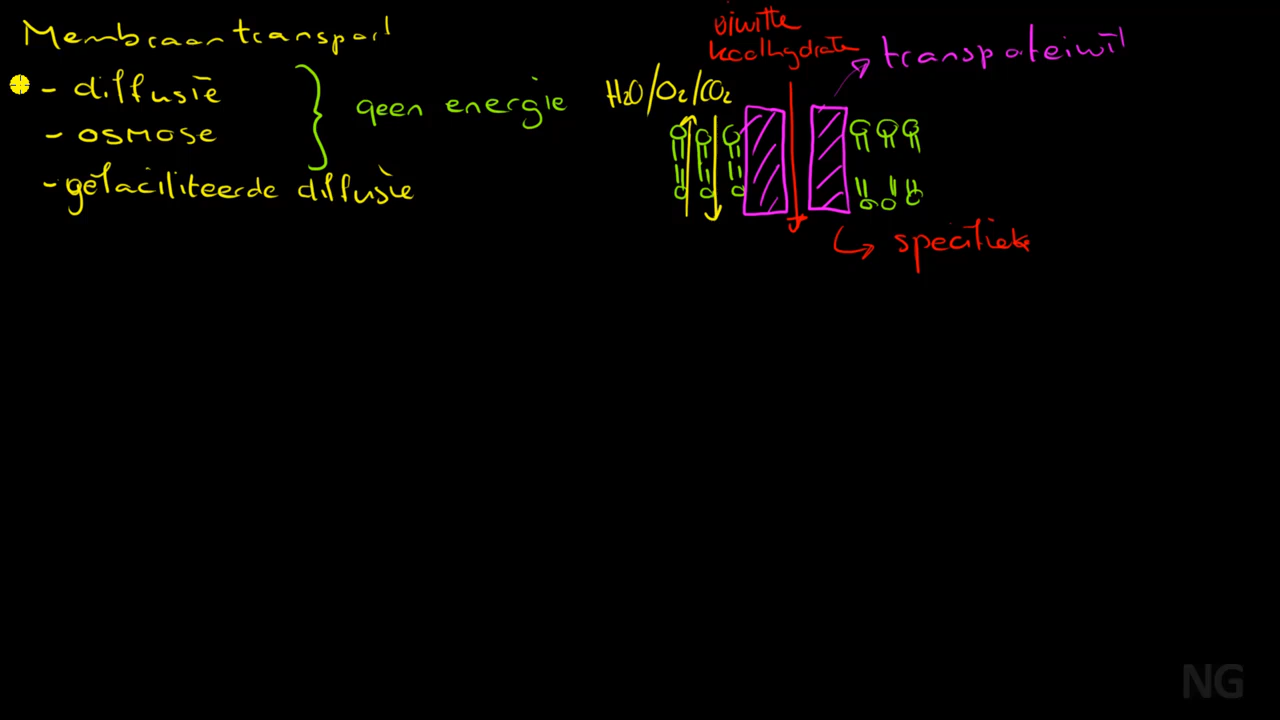 Membraantransport
- diffusie
- osmose
- gefaciliteerde diffusie
geen energie
H2O/O2/CO2
eiwitte
koolhydrate
transporteiwit
specifiek
NG